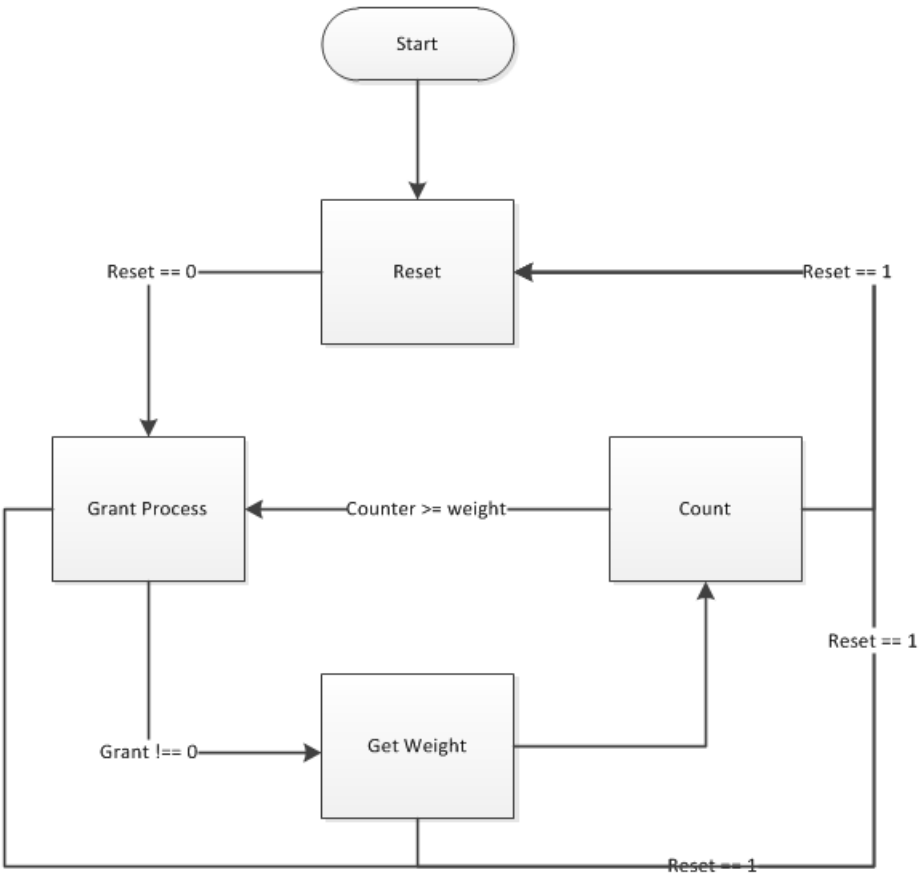 Start
Reset
Reset == 0
Reset == 1
Grant Process
Counter >= weight
Count
Reset == 1
Grant !== 0
Get Weight
Reset == 1